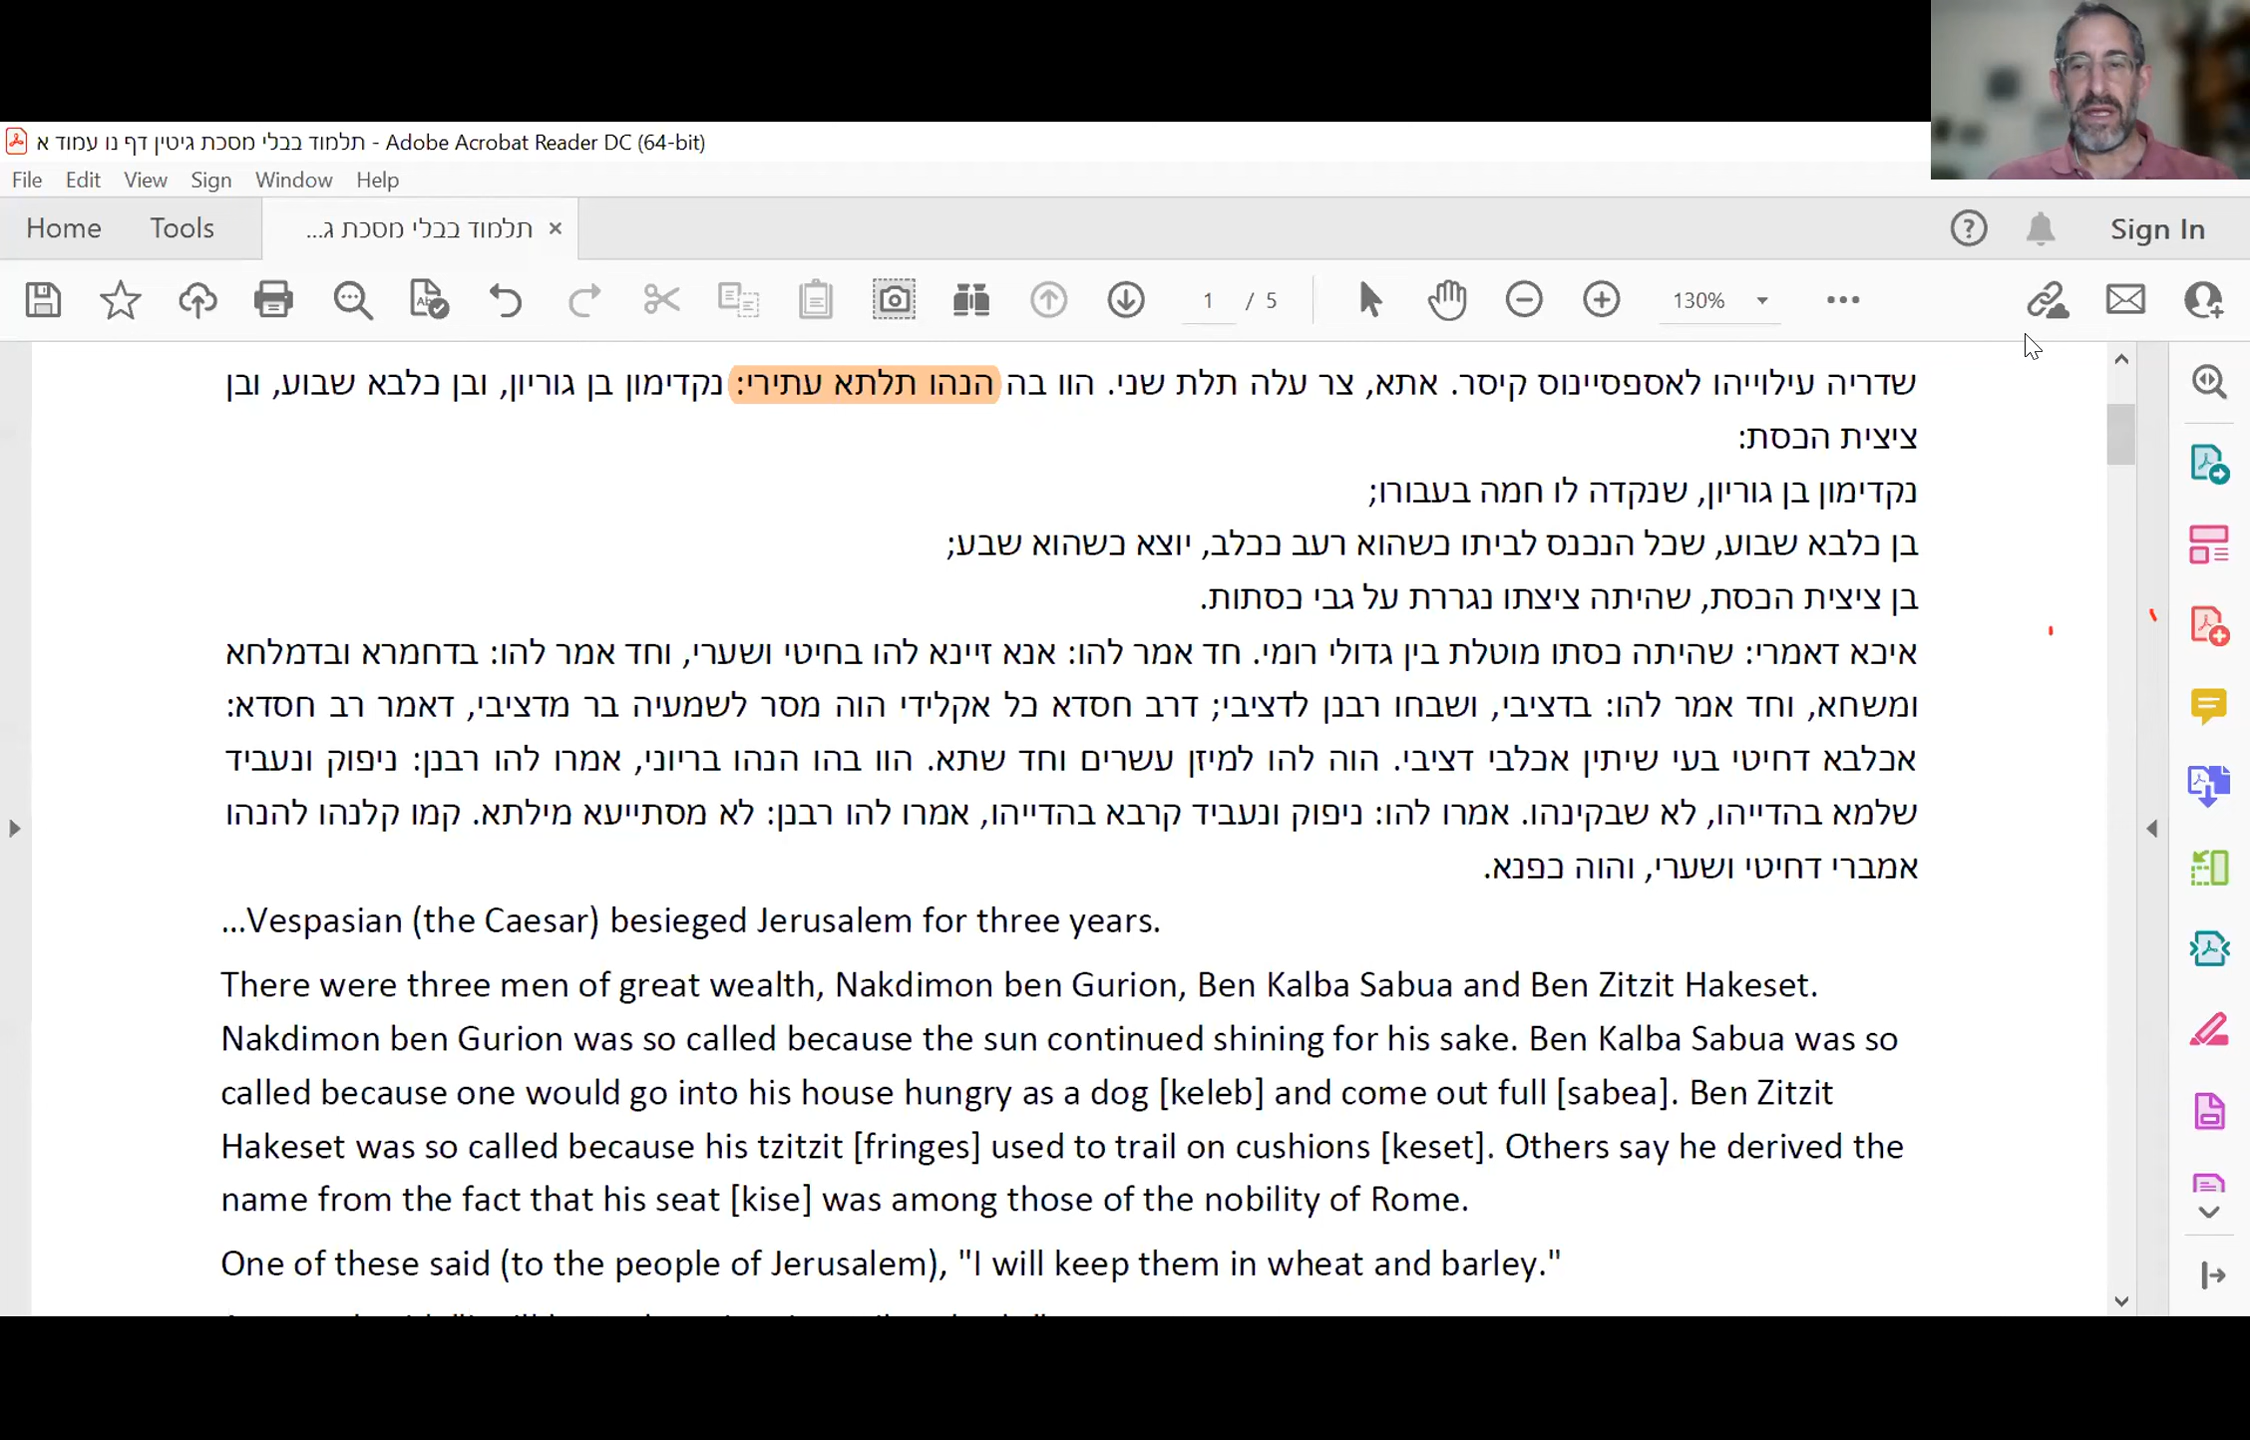 תלמוד בבלי מסכת גיטין דף נו עמוד א - Adobe Acrobat Reader DC (64-bit)
File Edit View Sign Window Help
Home Tools תלמוד בבלי מסכת ג... × Sign In
1 / 5 130%
שדריה עילוייהו לאספסיינוס קיסר. אתא, צר עלה תלת שני. הוו בה הנהו תלתא עתירי: נקדימון בן גוריון, ובן כלבא שבוע, ובן
ציצית הכסת:
נקדימון בן גוריון, שנקדה לו חמה בעבורו;
בן כלבא שבוע, שכל הנכנס לביתו כשהוא רעב ככלב, יוצא כשהוא שבע;
בן ציצית הכסת, שהיתה ציצתו נגררת על גבי כסתות.
איכא דאמרי: שהיתה כסתו מוטלת בין גדולי רומי. חד אמר להו: אנא זיינא להו בחיטי ושערי, וחד אמר להו: בדחמרא ובדמלחא
ומשחא, וחד אמר להו: בדציבי, ושבחו רבנן לדציבי; דרב חסדא כל אקלידי הוה מסר לשמעיה בר מדציבי, דאמר רב חסדא:
אכלבא דחיטי בעי שיתין אכלבי דציבי. הוה להו למיזן עשרים וחד שתא. הוו בהו הנהו בריוני, אמרו להו רבנן: ניפוק ונעביד
שלמא בהדייהו, לא שבקינהו. אמרו להו: ניפוק ונעביד קרבא בהדייהו, אמרו להו רבנן: לא מסתייעא מילתא. קמו קלנהו להנהו
אמברי דחיטי ושערי, והוה כפנא.
...Vespasian (the Caesar) besieged Jerusalem for three years.
There were three men of great wealth, Nakdimon ben Gurion, Ben Kalba Sabua and Ben Zitzit Hakeset.
Nakdimon ben Gurion was so called because the sun continued shining for his sake. Ben Kalba Sabua was so
called because one would go into his house hungry as a dog [keleb] and come out full [sabea]. Ben Zitzit
Hakeset was so called because his tzitzit [fringes] used to trail on cushions [keset]. Others say he derived the
name from the fact that his seat [kise] was among those of the nobility of Rome.
One of these said (to the people of Jerusalem), "I will keep them in wheat and barley."